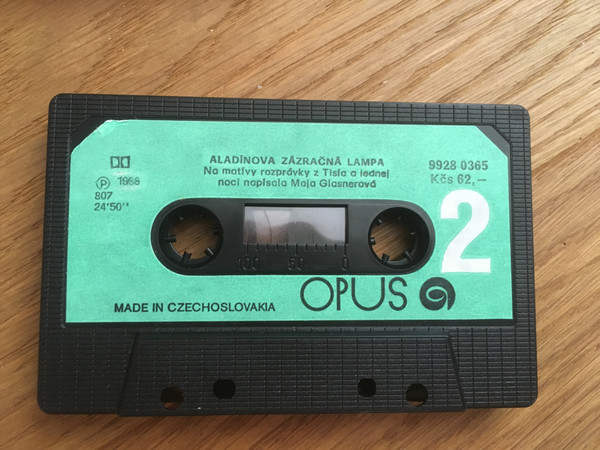 ALADÍNOVA ZÁZRAČNÁ LAMPA
Na motívy rozprávky z Tisíc a jednej
noci napísala Maja Glasnerová
9928 0365
Kčs 62,—
Ⓟ 1988
807
24'50"
2
100 50 0
OPUS
MADE IN CZECHOSLOVAKIA